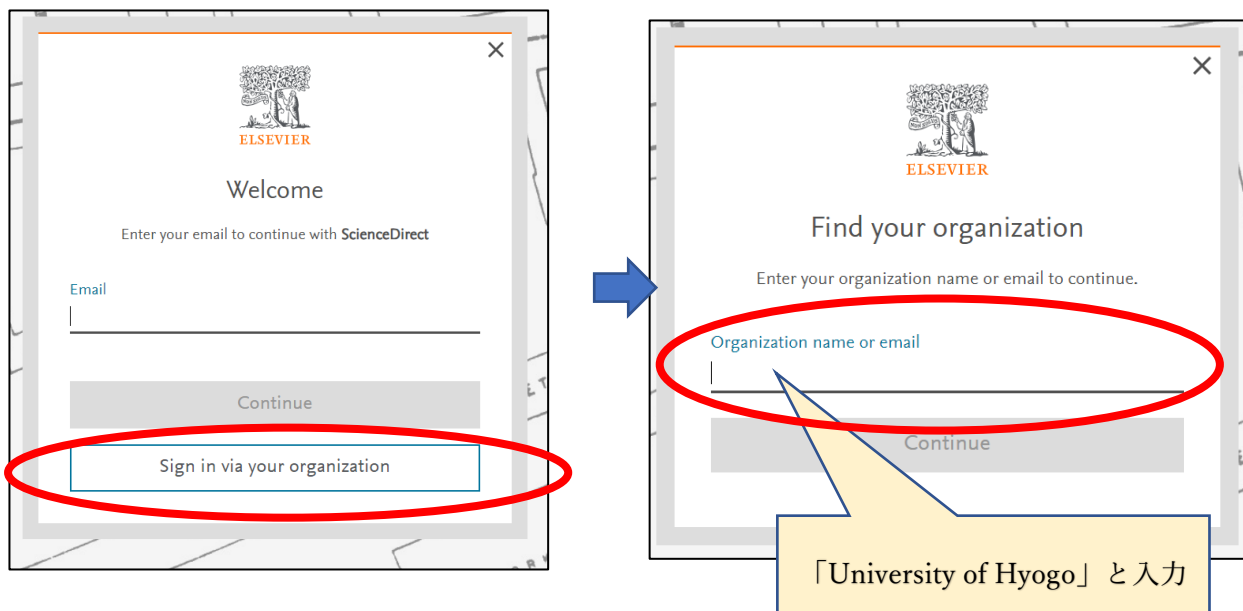 ELSEVIER
Welcome
Enter your email to continue with ScienceDirect
Email
Continue
Sign in via your organization
ELSEVIER
Find your organization
Enter your organization name or email to continue.
Organization name or email
Continue
「University of Hyogo」と入力